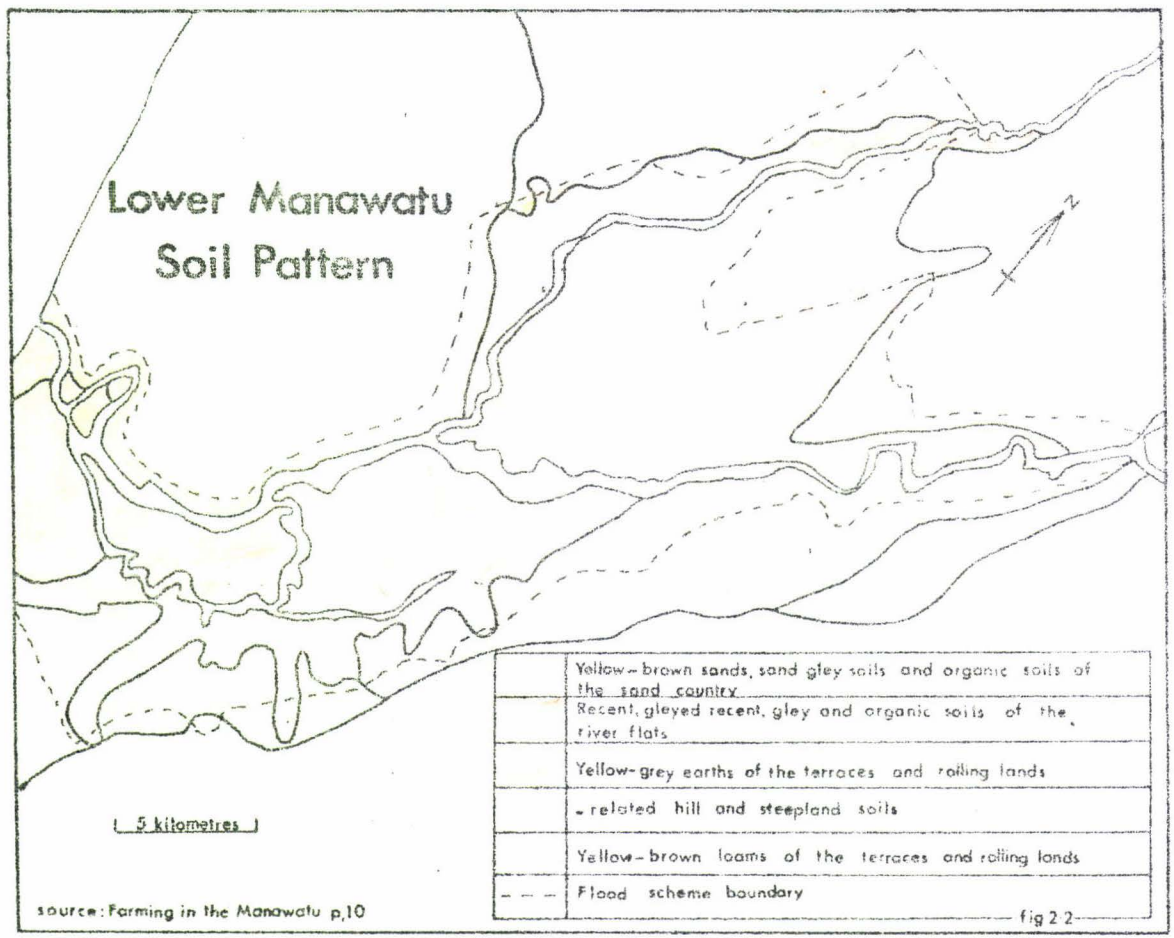 Lower Manawatu
Soil Pattern
N
Yellow-brown sands, sand gley soils and organic soils of
the sand country
Recent, gleyed recent, gley and organic soils of the
river flats
Yellow-grey earths of the terraces and rolling lands
- related hill and steepland soils
Yellow-brown loams of the terraces and rolling lands
Flood scheme boundary
5 kilometres
source: Farming in the Manawatu p,10
fig 2 2